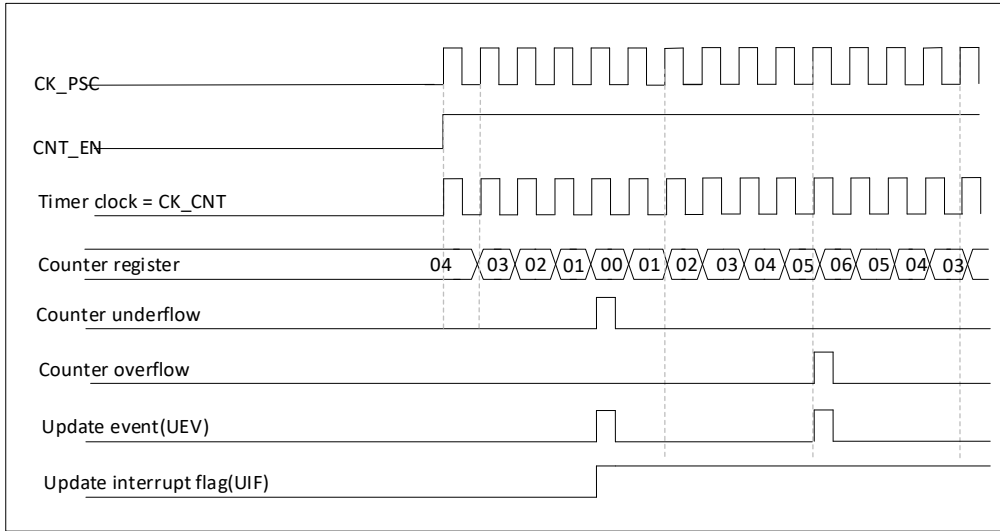 CK_PSC
CNT_EN
Timer clock = CK_CNT
Counter register 04 03 02 01 00 01 02 03 04 05 06 05 04 03
Counter underflow
Counter overflow
Update event(UEV)
Update interrupt flag(UIF)